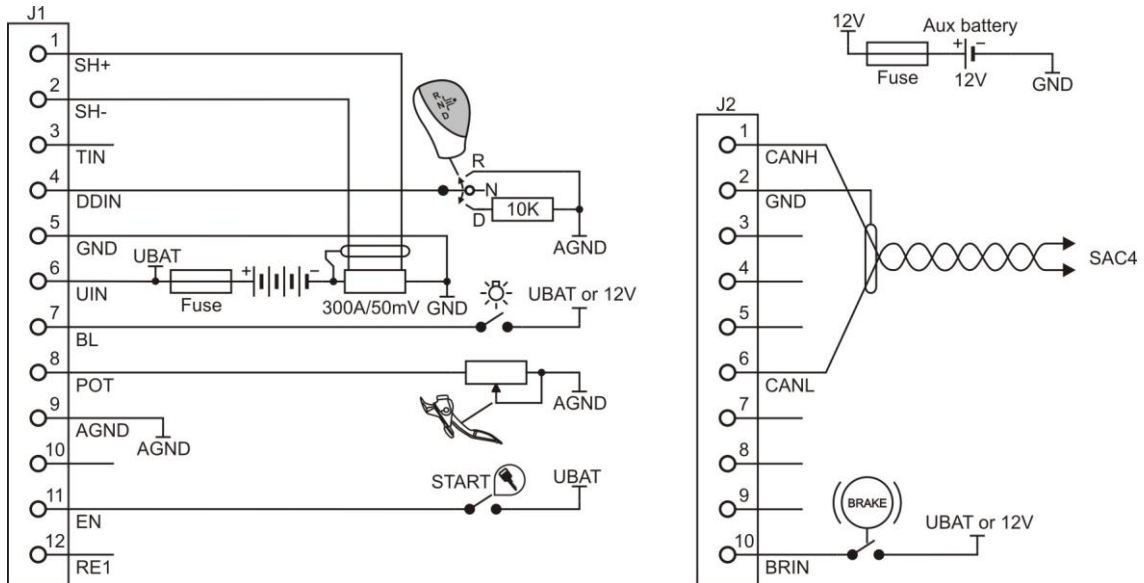 J1
1
SH+
2
SH-
3
TIN
4
DDIN
5
GND
6
UIN
7
BL
8
POT
9
AGND
10
11
EN
12
RE1
UBAT
Fuse
+
−
300A/50mV
GND
R
N
D
R
N
D
10K
AGND
UBAT or 12V
AGND
AGND
START
UBAT
12V
Fuse
Aux battery
+
−
12V
GND
J2
1
CANH
2
GND
3
4
5
6
CANL
7
8
9
10
BRIN
SAC4
BRAKE
UBAT or 12V